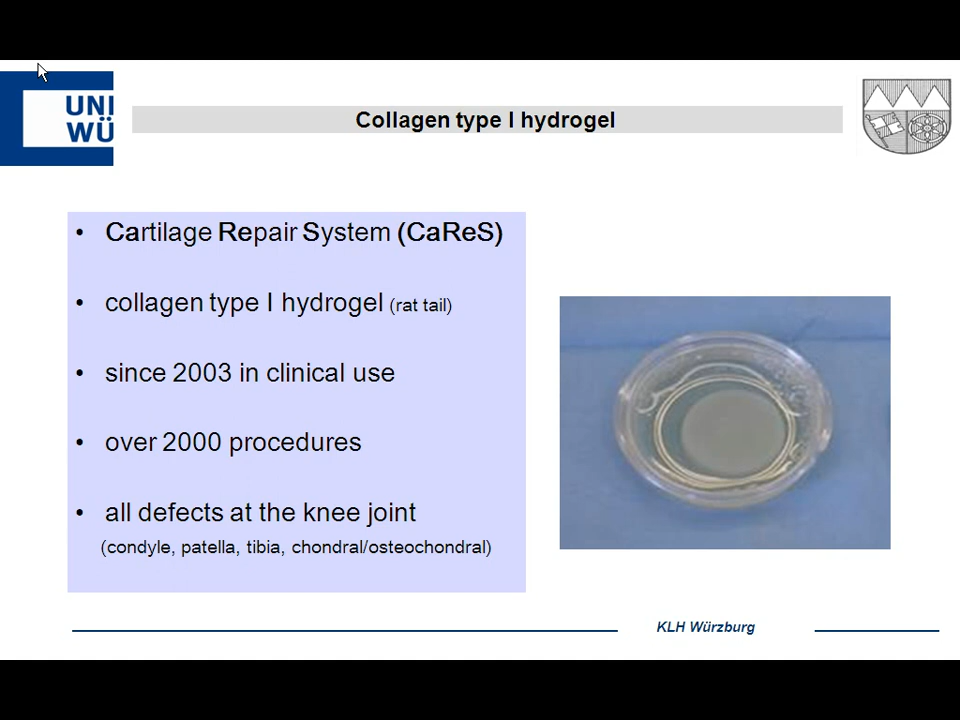 UNI
WÜ
Collagen type I hydrogel
• Cartilage Repair System (CaReS)
• collagen type I hydrogel (rat tail)
• since 2003 in clinical use
• over 2000 procedures
• all defects at the knee joint
(condyle, patella, tibia, chondral/osteochondral)
KLH Würzburg